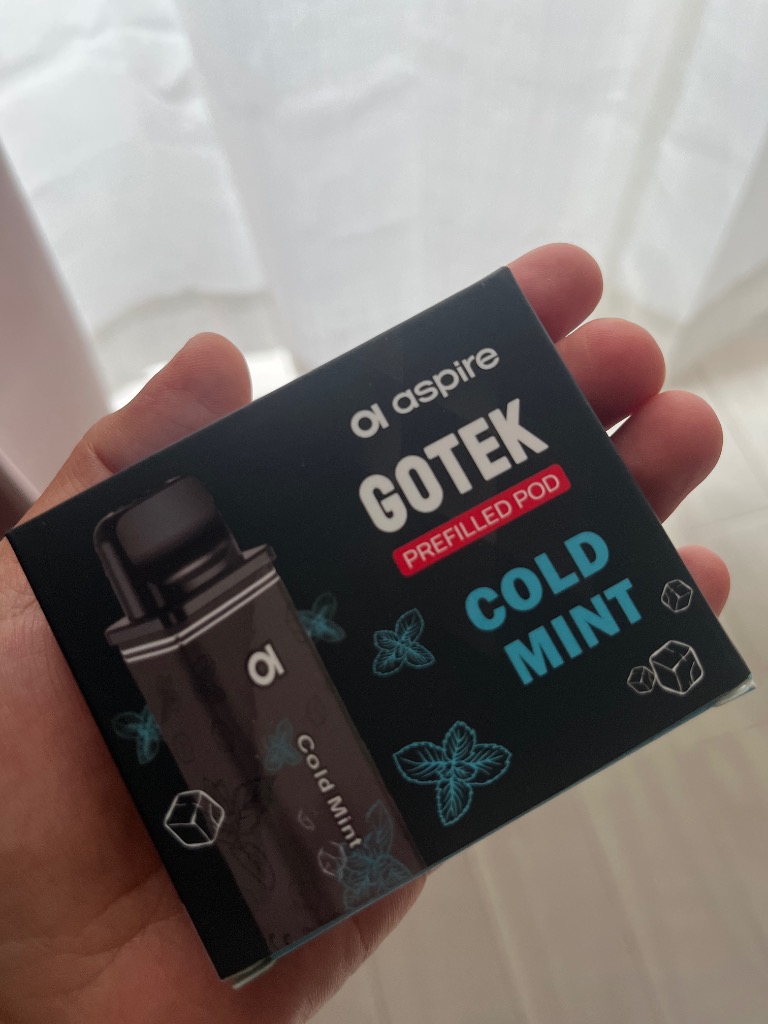 aspire
GOTEK
PREFILLED POD
COLD
MINT
Cold Mint